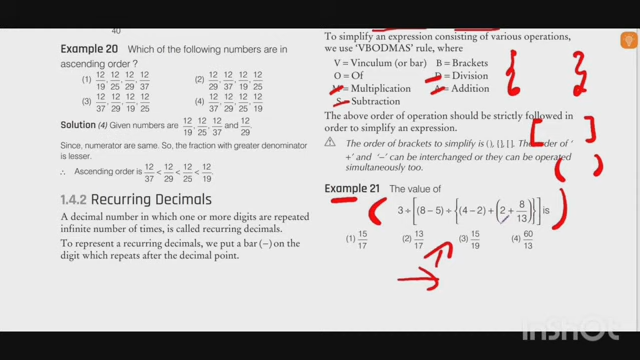 40
Example 20 Which of the following numbers are in
ascending order?
(1) 12/19, 12/25, 12/29, 12/37 (2) 12/29, 12/37, 12/19, 12/25
(3) 12/37, 12/29, 12/19, 12/25 (4) 12/37, 12/29, 12/25, 12/19
Solution (4) Given numbers are 12/19, 12/25, 12/37 and 12/29
Since, numerator are same. So, the fraction with greater denominator
is lesser.
∴ Ascending order is 12/37 < 12/29 < 12/25 < 12/19.
1.4.2 Recurring Decimals
A decimal number in which one or more digits are repeated
infinite number of times, is called recurring decimals.
To represent a recurring decimals, we put a bar (–) on the
digit which repeats after the decimal point.
To simplify an expression consisting of various operations,
we use 'VBODMAS' rule, where
V = Vinculum (or bar) B = Brackets
O = Of D = Division
M = Multiplication A = Addition
S = Subtraction
The above order of operation should be strictly followed in
order to simplify an expression.
The order of brackets to simplify is (), {}, []. The order of '
+' and '–' can be interchanged or they can be operated
simultaneously too.
Example 21 The value of
3 ÷ [(8 – 5) ÷ {(4 – 2) ÷ (2 + 8/13)}] is
(1) 15/17 (2) 13/17 (3) 15/19 (4) 60/13
{ }
[ ]
( )
InShot